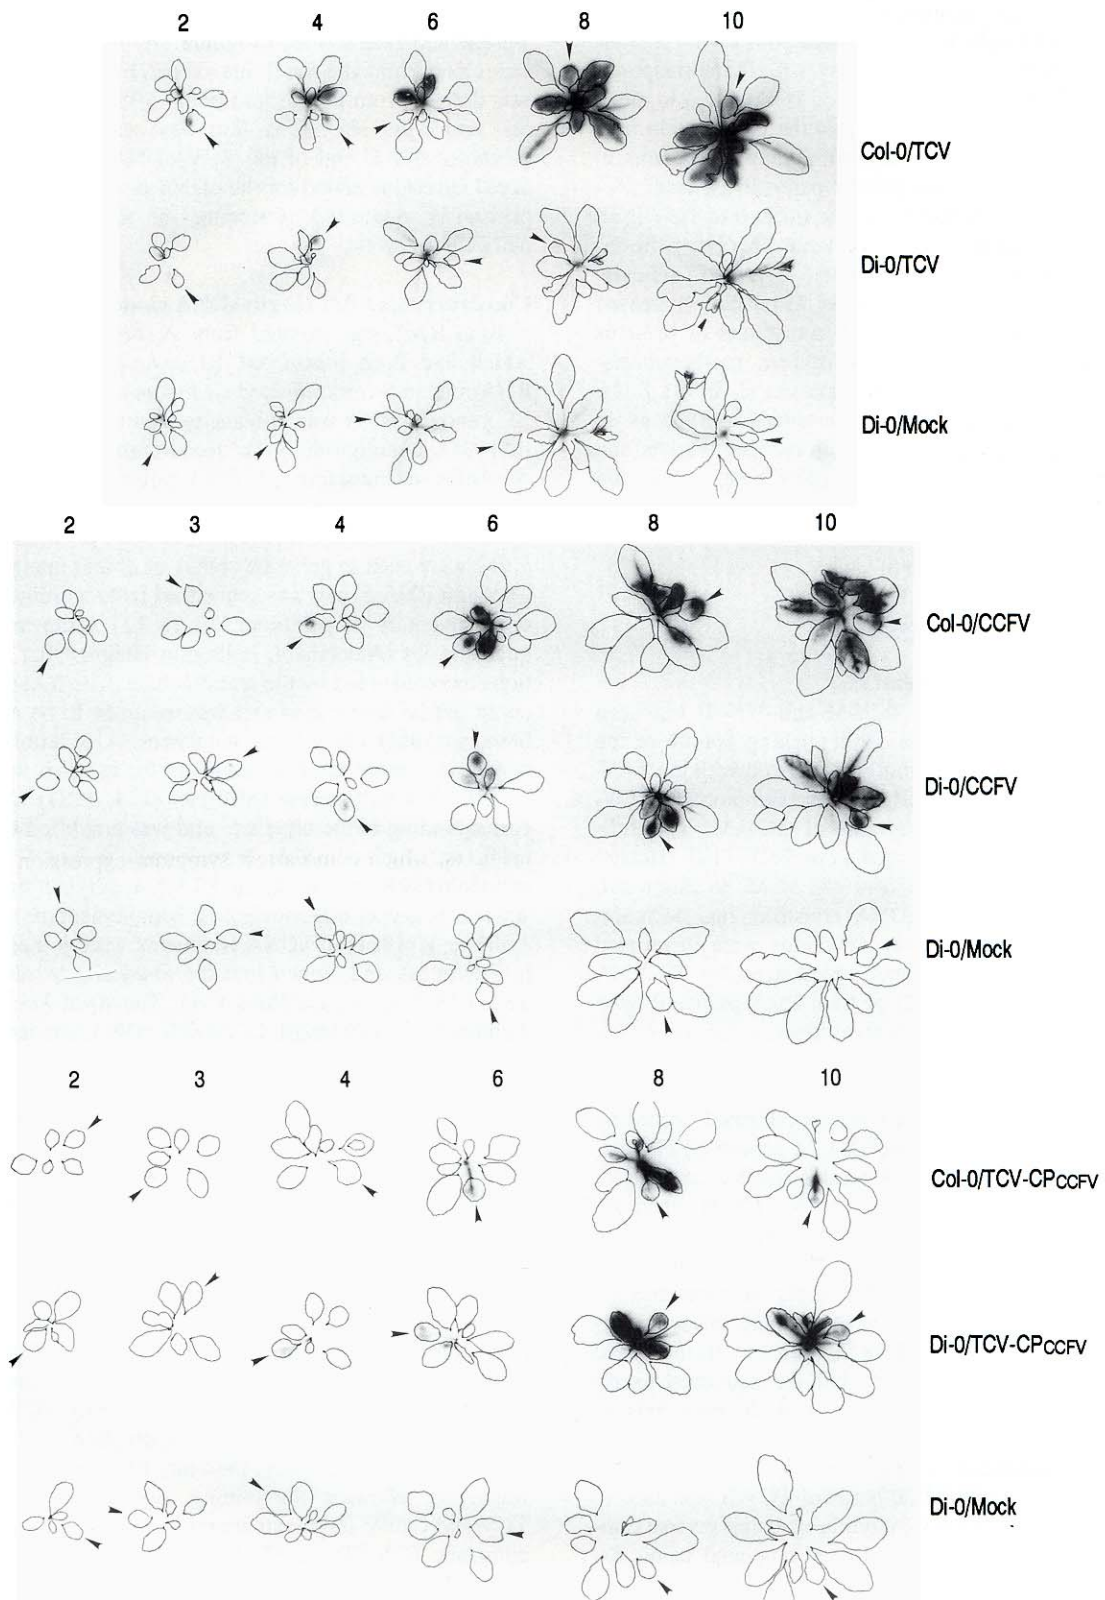 2 4 6 8 10
Col-0/TCV
Di-0/TCV
Di-0/Mock
2 3 4 6 8 10
Col-0/CCFV
Di-0/CCFV
Di-0/Mock
2 3 4 6 8 10
Col-0/TCV-CPCCFV
Di-0/TCV-CPCCFV
Di-0/Mock